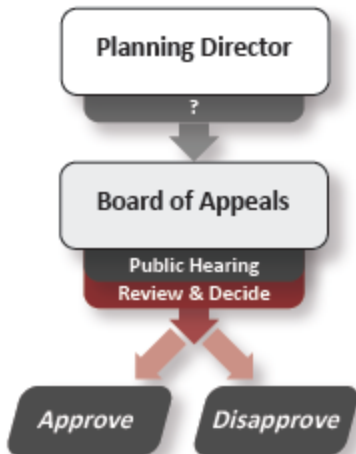 Planning Director
?
Board of Appeals
Public Hearing
Review & Decide
Approve
Disapprove